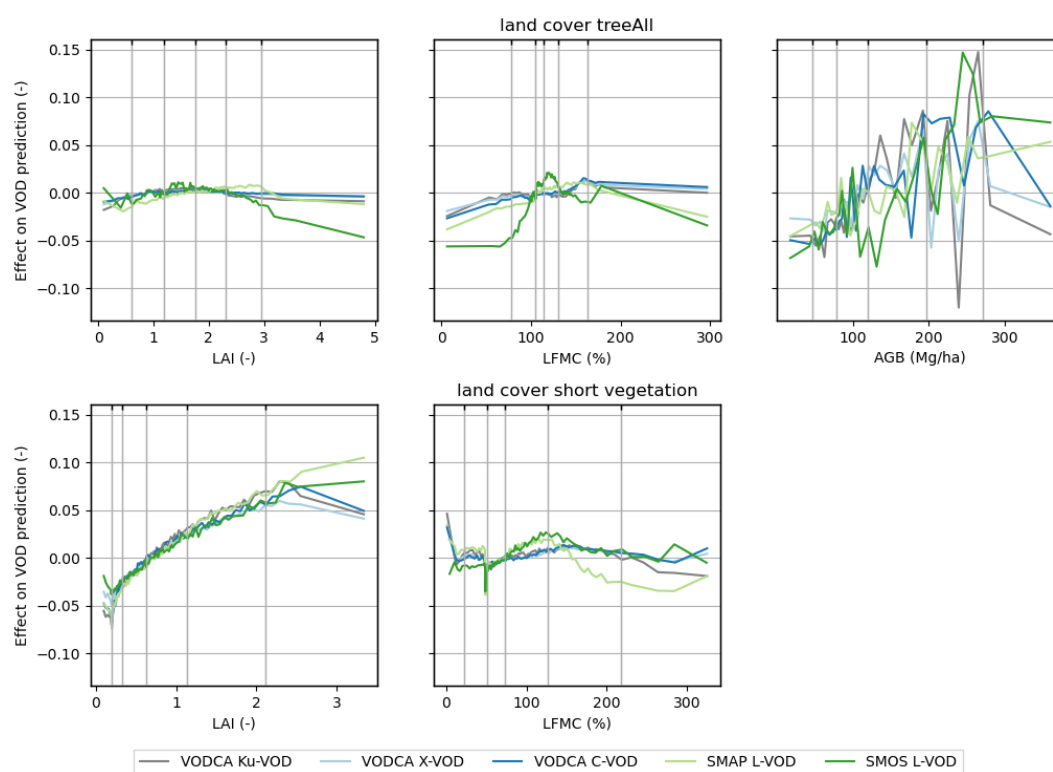 land cover treeAll
Effect on VOD prediction (-)
0.15
0.10
0.05
0.00
−0.05
−0.10
0 1 2 3 4 5
LAI (-)
0 100 200 300
LFMC (%)
100 200 300
AGB (Mg/ha)
land cover short vegetation
Effect on VOD prediction (-)
0.15
0.10
0.05
0.00
−0.05
−0.10
0 1 2 3
LAI (-)
0 100 200 300
LFMC (%)
VODCA Ku-VOD VODCA X-VOD VODCA C-VOD SMAP L-VOD SMOS L-VOD